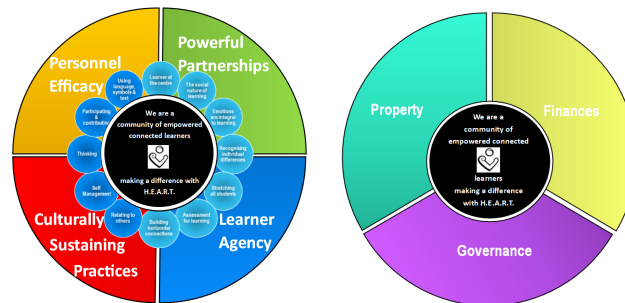 Personnel
Efficacy
Powerful
Partnerships
Learner at
the centre
The social
nature of
learning
Emotions
are integral
to learning
Recognising
individual
differences
Stretching
all students
Assessment
for learning
Building
horizontal
connections
Relating to
others
Self
Management
Thinking
Participating
&
contributing
Using
language,
symbols &
text
We are a
community of empowered
connected learners
making a difference with
H.E.A.R.T.
Culturally
Sustaining
Practices
Learner
Agency
Property
Finances
We are a
community of
empowered connected
learners
making a difference
with H.E.A.R.T.
Governance